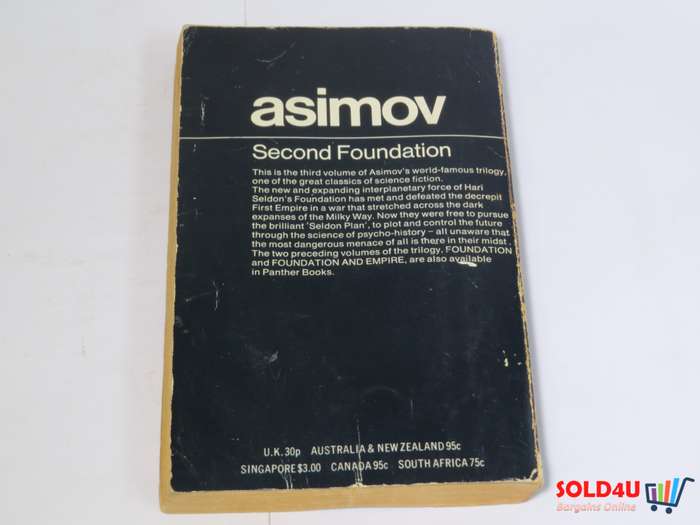 asimov
Second Foundation
This is the third volume of Asimov's world-famous trilogy,
one of the great classics of science fiction.
The new and expanding interplanetary force of Hari
Seldon's Foundation has met and defeated the decrepit
First Empire in a war that stretched across the dark
expanses of the Milky Way. Now they were free to pursue
the brilliant 'Seldon Plan', to plot and control the future
through the science of psycho-history – all unaware that
the most dangerous menace of all is there in their midst.
The two preceding volumes of the trilogy, FOUNDATION
and FOUNDATION AND EMPIRE, are also available
in Panther Books.
U.K. 30p AUSTRALIA & NEW ZEALAND 95c
SINGAPORE $3.00 CANADA 95c SOUTH AFRICA 75c
SOLD4U
Bargains Online